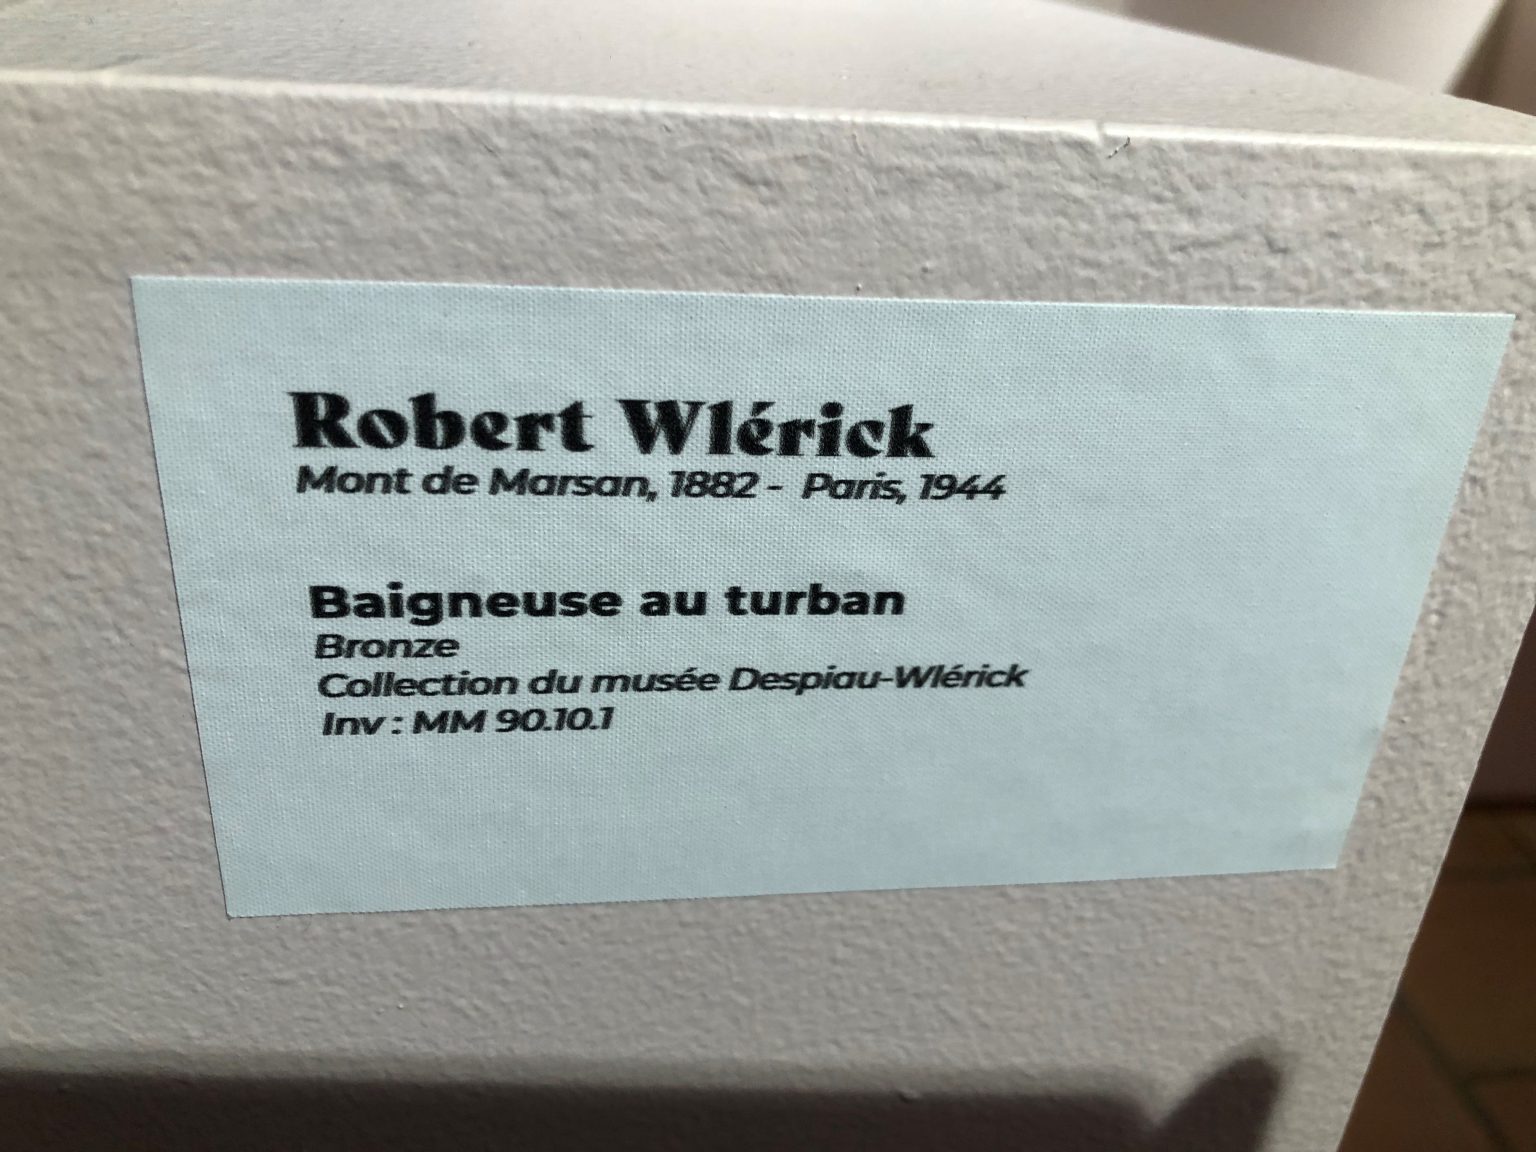 Robert Wlérick
Mont de Marsan, 1882 - Paris, 1944
Baigneuse au turban
Bronze
Collection du musée Despiau-Wlérick
Inv : MM 90.10.1